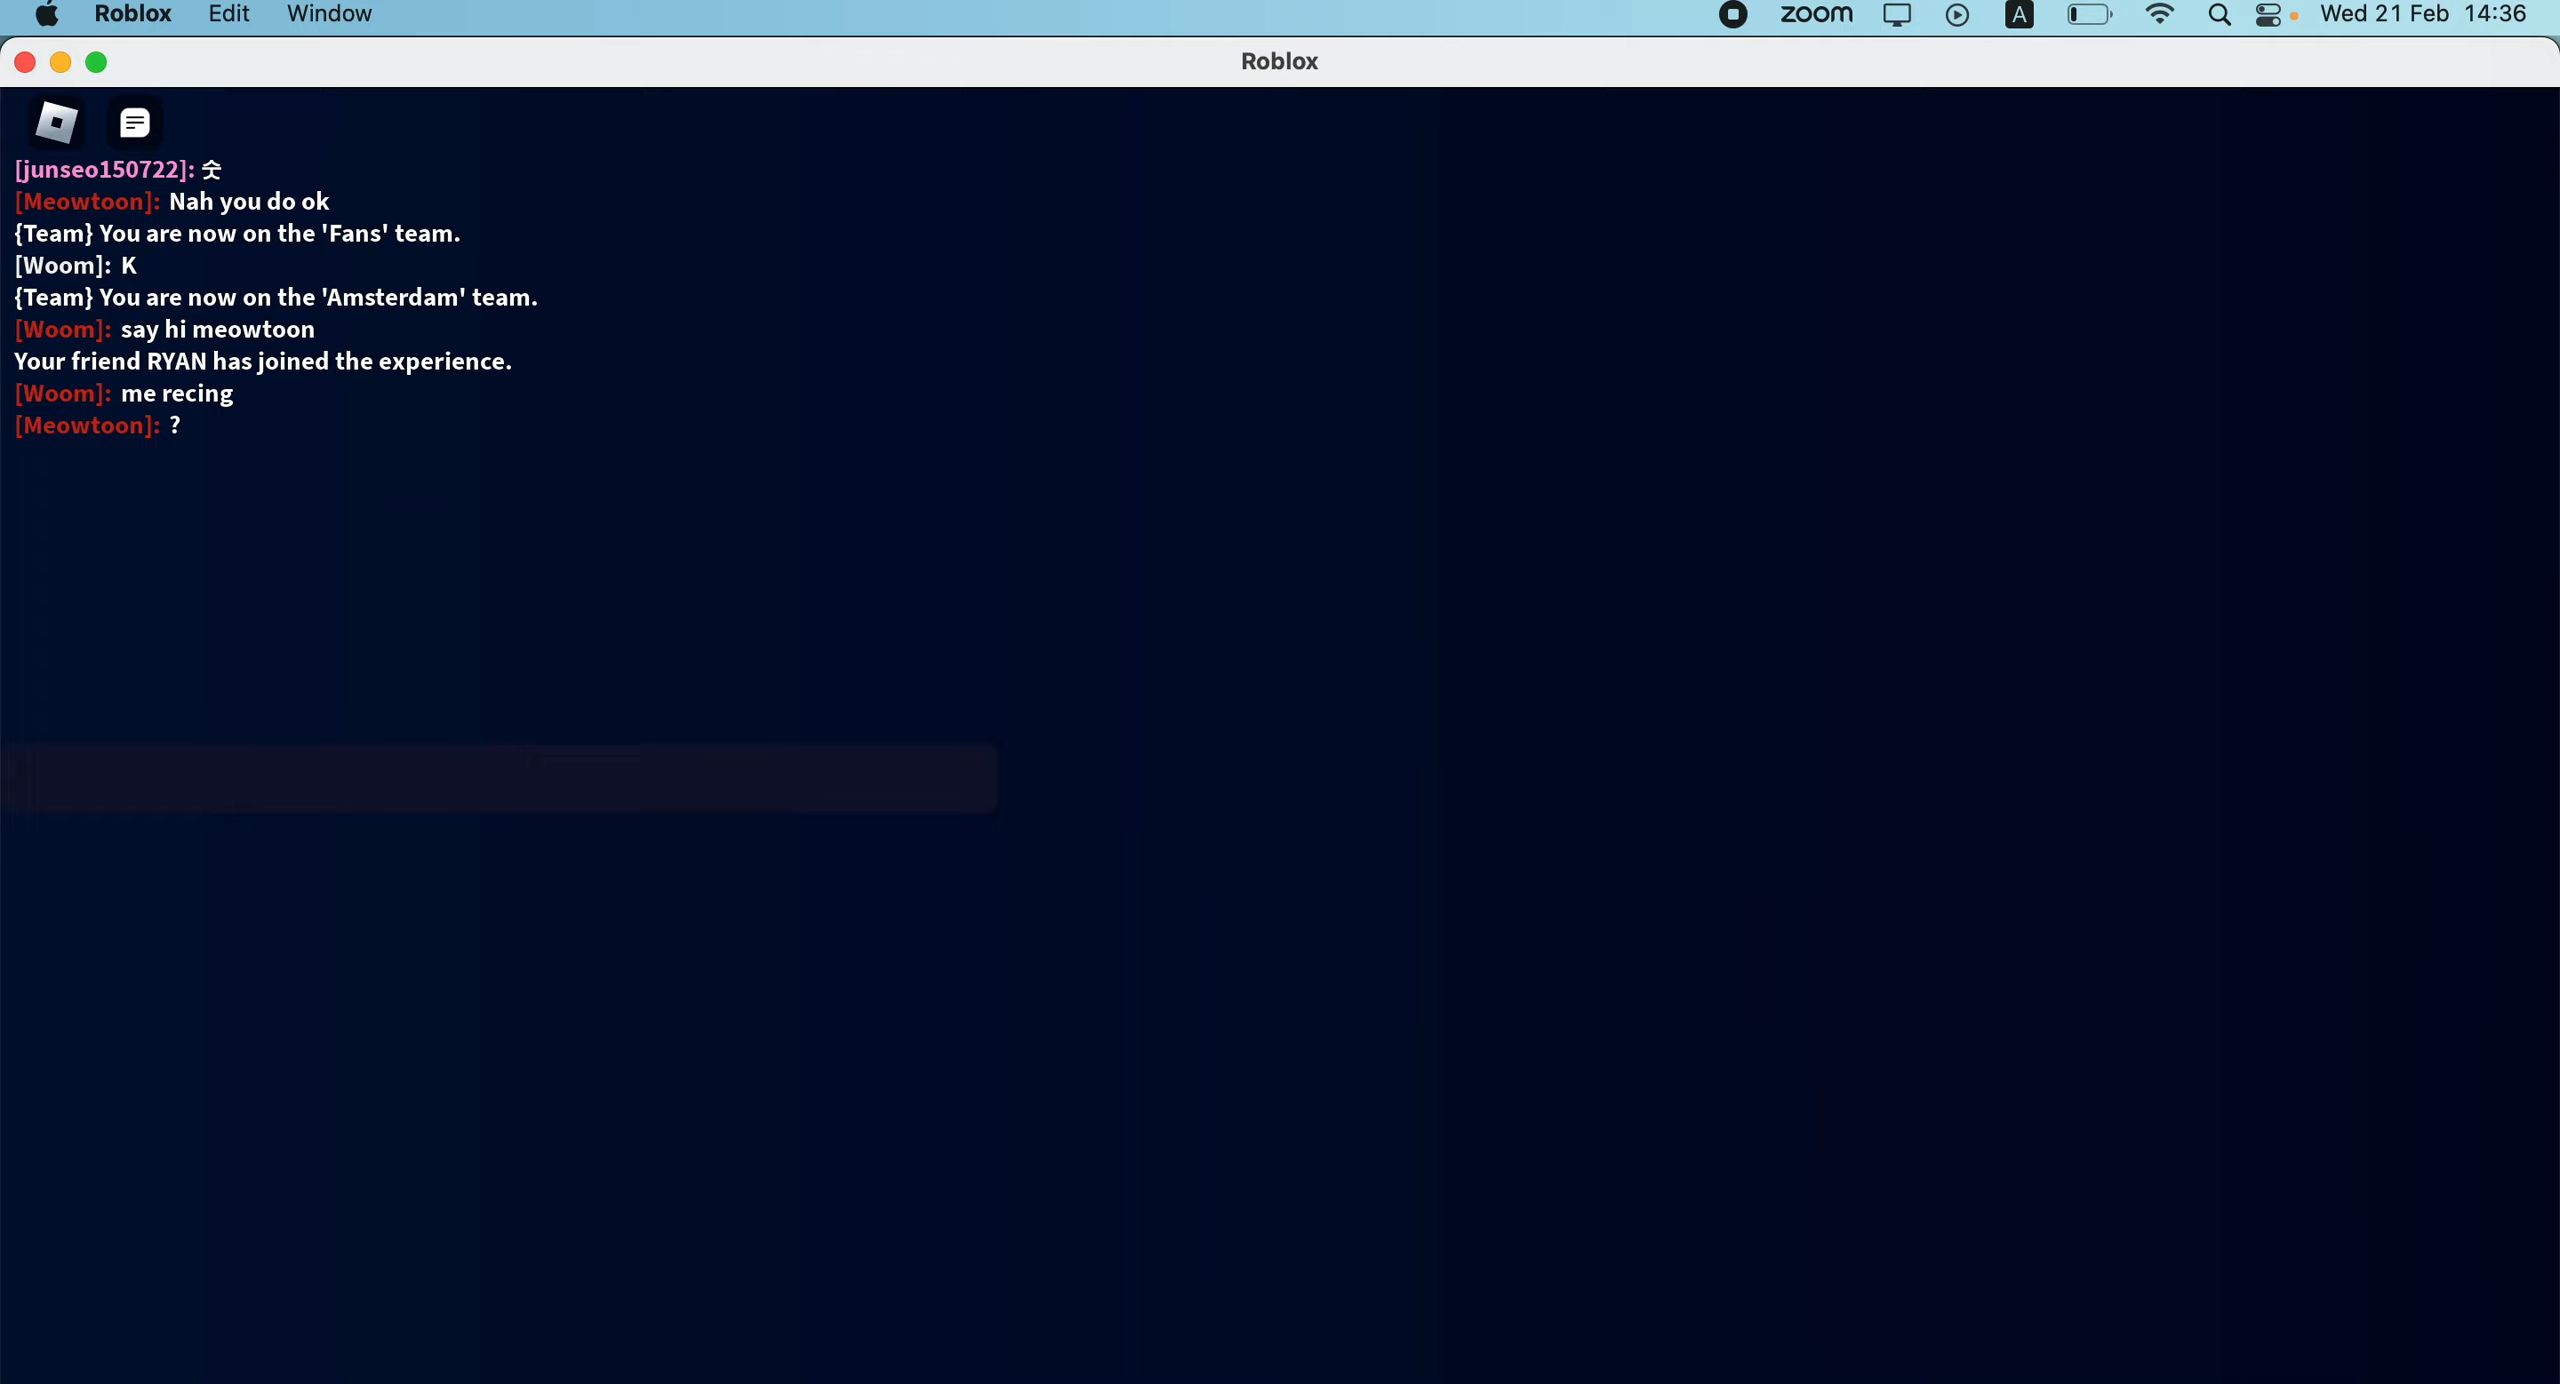 Roblox Edit Window zoom A Wed 21 Feb 14:36
Roblox
[junseo150722]: 슛
[Meowtoon]: Nah you do ok
{Team} You are now on the 'Fans' team.
[Woom]: K
{Team} You are now on the 'Amsterdam' team.
[Woom]: say hi meowtoon
Your friend RYAN has joined the experience.
[Woom]: me recing
[Meowtoon]: ?